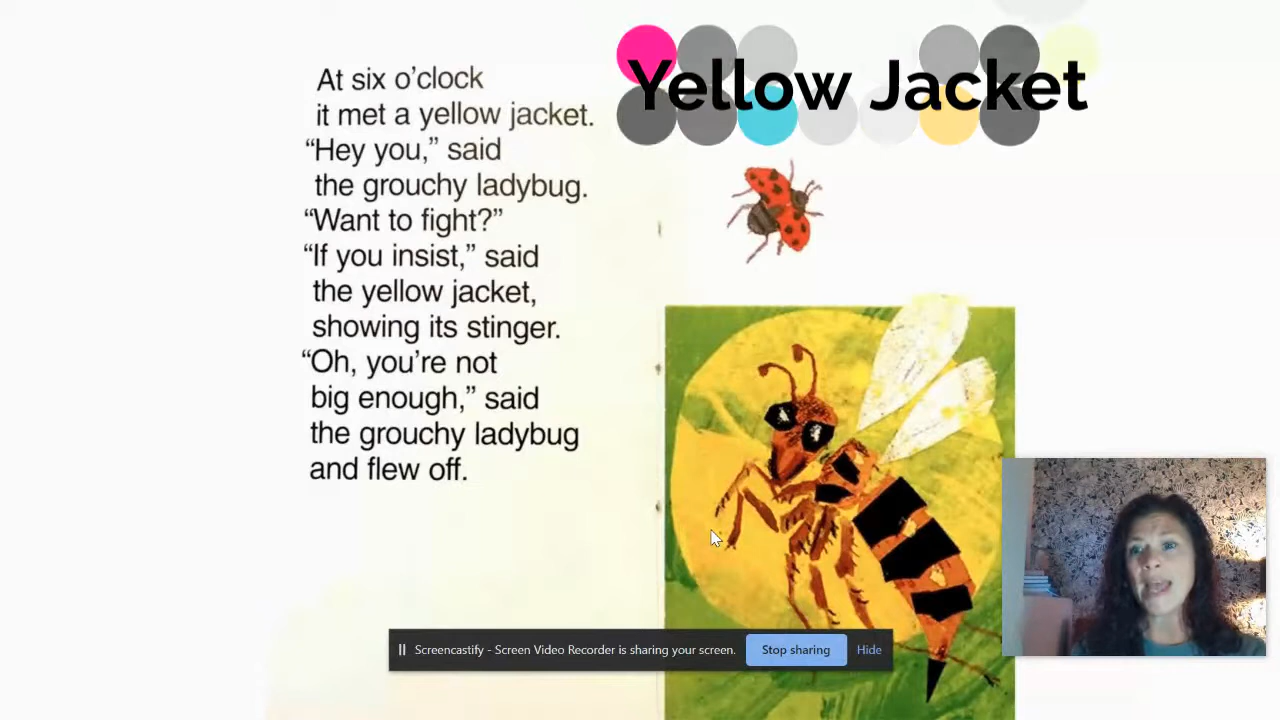 Yellow Jacket
At six o’clock
it met a yellow jacket.
“Hey you,” said
the grouchy ladybug.
“Want to fight?”
“If you insist,” said
the yellow jacket,
showing its stinger.
“Oh, you’re not
big enough,” said
the grouchy ladybug
and flew off.
Screencastify - Screen Video Recorder is sharing your screen. Stop sharing Hide